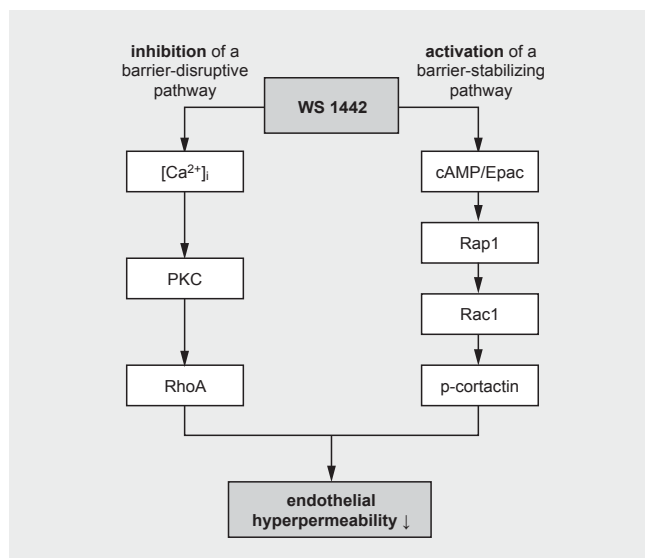 inhibition of a
barrier-disruptive
pathway
activation of a
barrier-stabilizing
pathway
WS 1442
[Ca²⁺]ᵢ
cAMP/Epac
Rap1
PKC
Rac1
RhoA
p-cortactin
endothelial
hyperpermeability ↓